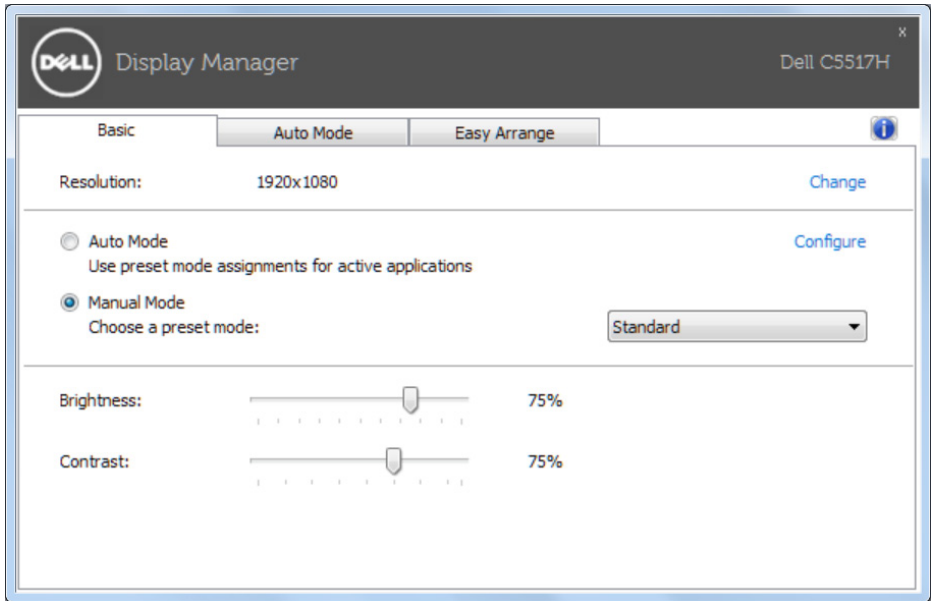 x
DELL Display Manager Dell C5517H
Basic Auto Mode Easy Arrange i
Resolution: 1920x1080 Change
Auto Mode Configure
Use preset mode assignments for active applications
Manual Mode
Choose a preset mode: Standard
Brightness: 75%
Contrast: 75%